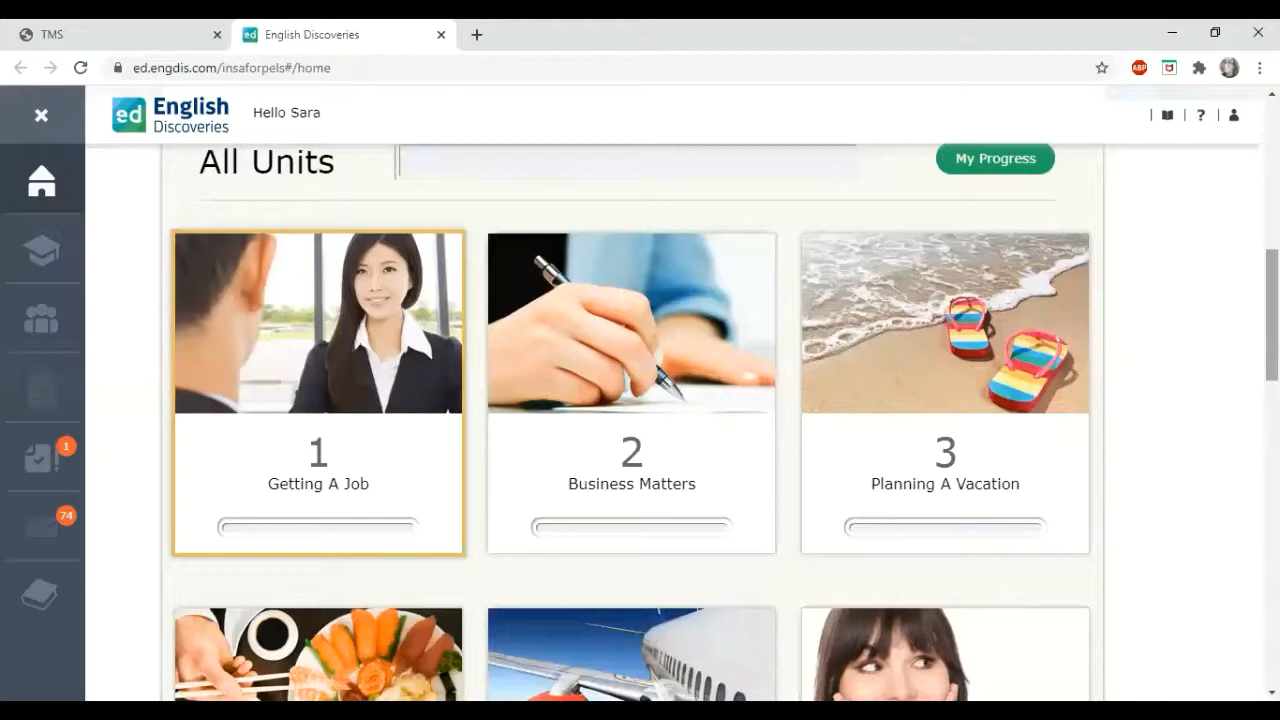 TMS
English Discoveries
ed.engdis.com/insaforpels#/home
ABP
ed English Discoveries
Hello Sara
?
All Units
My Progress
1
Getting A Job
2
Business Matters
3
Planning A Vacation
1
74